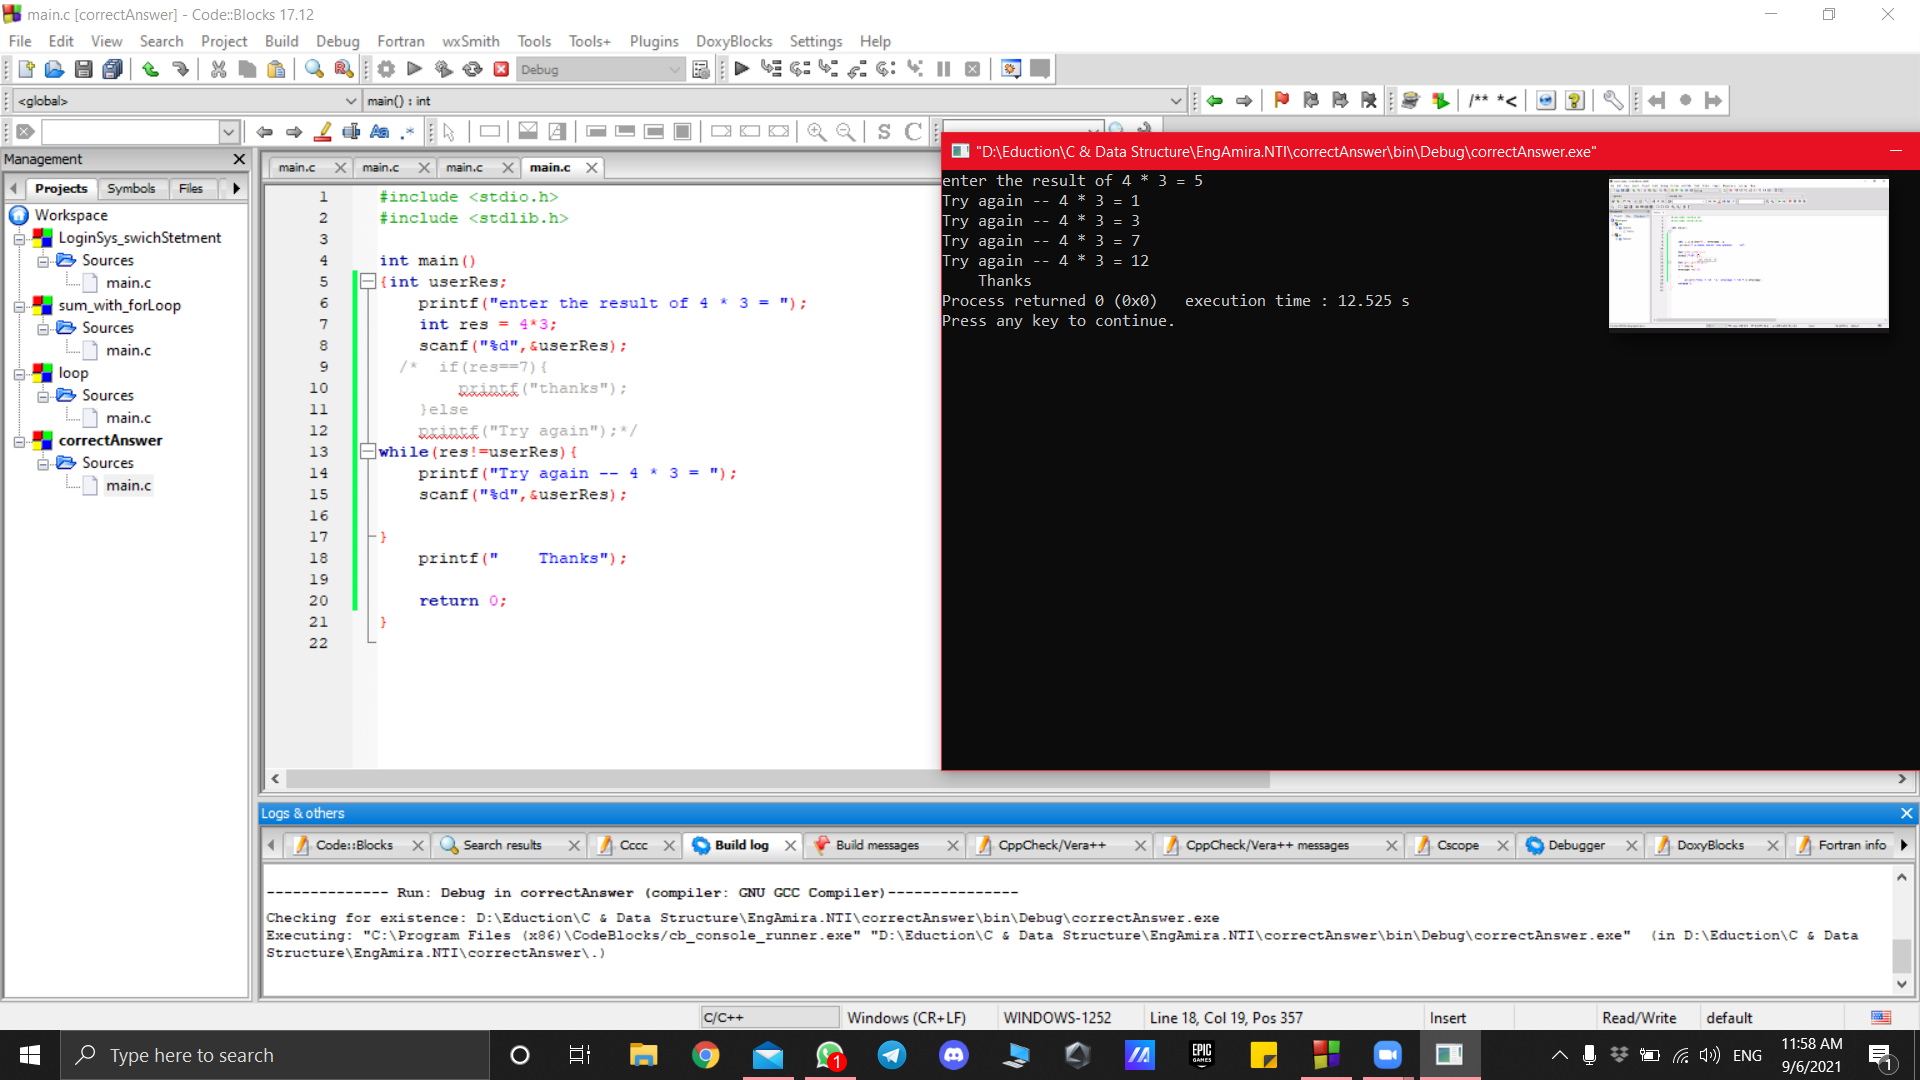 main.c [correctAnswer] - Code::Blocks 17.12
File Edit View Search Project Build Debug Fortran wxSmith Tools Tools+ Plugins DoxyBlocks Settings Help
Debug
<global> main() : int
/** *<
Aa .*
S C
Management
Projects Symbols Files
Workspace
LoginSys_swichStetment
Sources
main.c
sum_with_forLoop
Sources
main.c
loop
Sources
main.c
correctAnswer
Sources
main.c
main.c main.c main.c main.c
1 #include <stdio.h>
2 #include <stdlib.h>
3
4 int main()
5 {int userRes;
6 printf("enter the result of 4 * 3 = ");
7 int res = 4*3;
8 scanf("%d",&userRes);
9 /* if(res==7){
10 printf("thanks");
11 }else
12 printf("Try again");*/
13 while(res!=userRes){
14 printf("Try again -- 4 * 3 = ");
15 scanf("%d",&userRes);
16
17 }
18 printf("    Thanks");
19
20 return 0;
21 }
22
"D:\Eduction\C & Data Structure\EngAmira.NTI\correctAnswer\bin\Debug\correctAnswer.exe"
enter the result of 4 * 3 = 5
Try again -- 4 * 3 = 1
Try again -- 4 * 3 = 3
Try again -- 4 * 3 = 7
Try again -- 4 * 3 = 12
Thanks
Process returned 0 (0x0)   execution time : 12.525 s
Press any key to continue.
Logs & others
Code::Blocks Search results Cccc Build log Build messages CppCheck/Vera++ CppCheck/Vera++ messages Cscope Debugger DoxyBlocks Fortran info
-------------- Run: Debug in correctAnswer (compiler: GNU GCC Compiler)---------------
Checking for existence: D:\Eduction\C & Data Structure\EngAmira.NTI\correctAnswer\bin\Debug\correctAnswer.exe
Executing: "C:\Program Files (x86)\CodeBlocks/cb_console_runner.exe" "D:\Eduction\C & Data Structure\EngAmira.NTI\correctAnswer\bin\Debug\correctAnswer.exe"  (in D:\Eduction\C & Data
Structure\EngAmira.NTI\correctAnswer\.)
C/C++ Windows (CR+LF) WINDOWS-1252 Line 18, Col 19, Pos 357 Insert Read/Write default
Type here to search
1
EPIC
GAMES
ENG
11:58 AM
9/6/2021
1